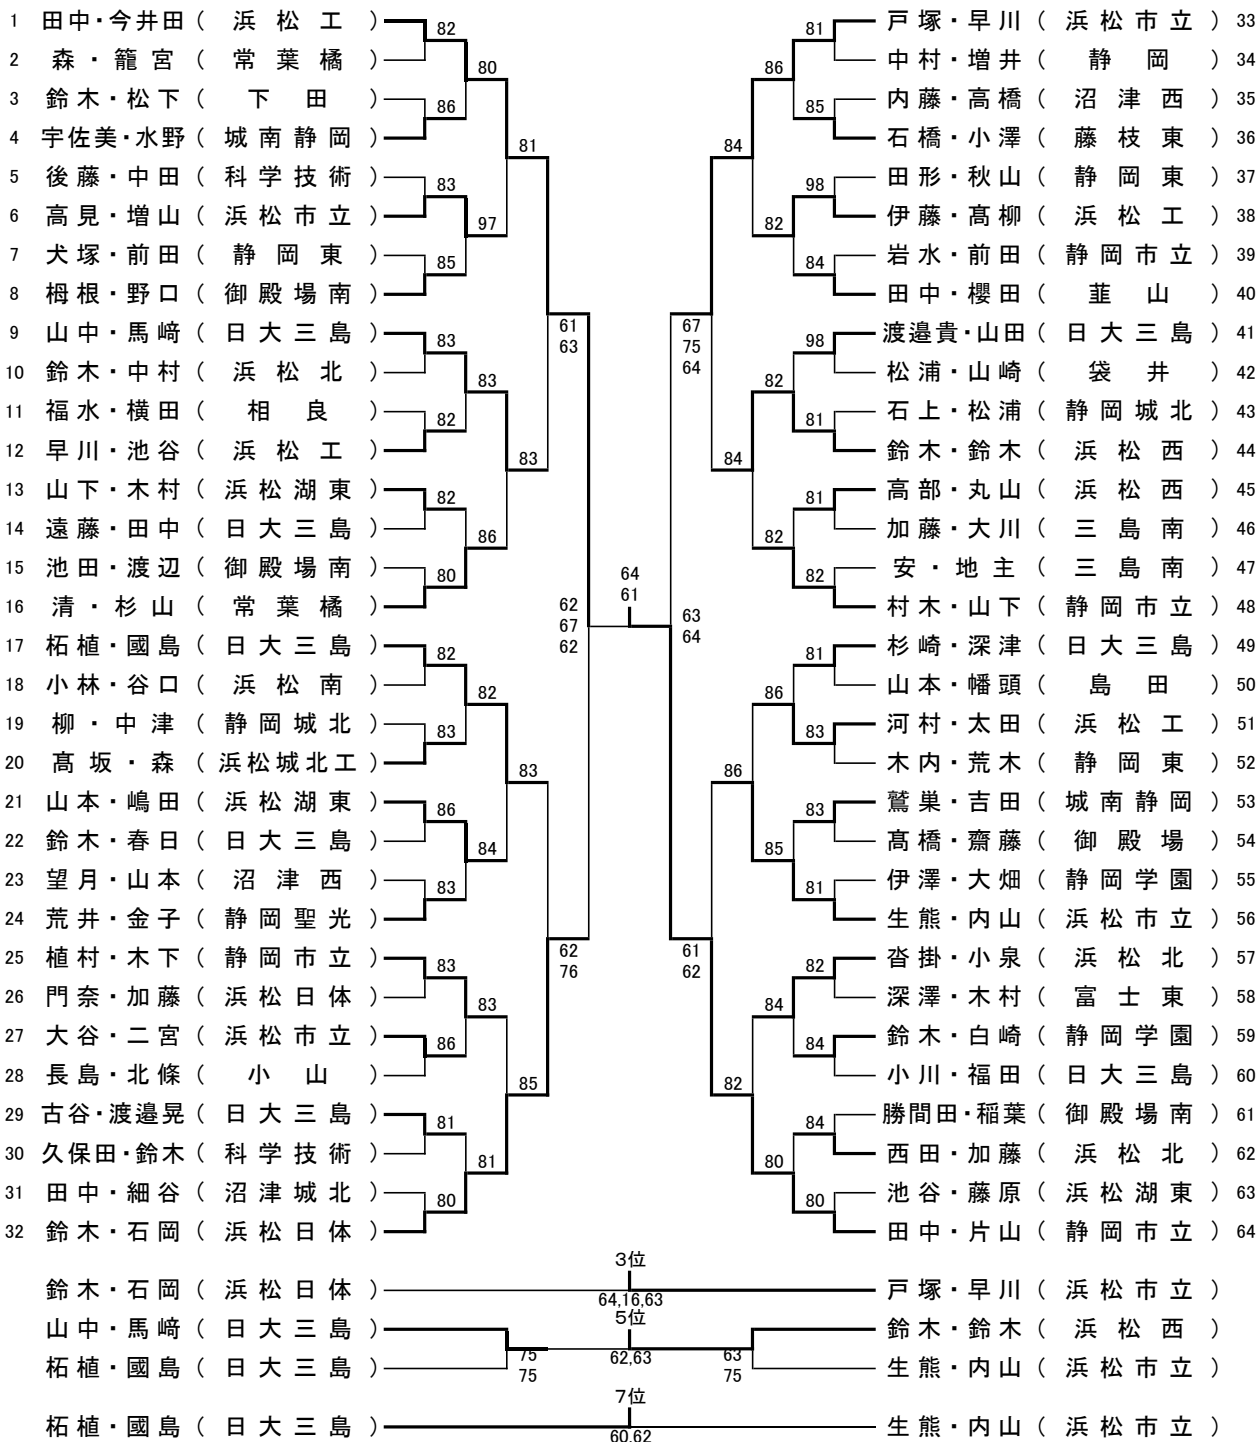 1 田中・今井田 ( 浜松工 ) 82 81 戸塚・早川 ( 浜松市立 ) 33
2 森・籠宮 ( 常葉橘 ) 80 86 中村・増井 ( 静岡 ) 34
3 鈴木・松下 ( 下田 ) 86 85 内藤・高橋 ( 沼津西 ) 35
4 宇佐美・水野 ( 城南静岡 ) 81 84 石橋・小澤 ( 藤枝東 ) 36
5 後藤・中田 ( 科学技術 ) 83 98 田形・秋山 ( 静岡東 ) 37
6 高見・増山 ( 浜松市立 ) 97 82 伊藤・髙柳 ( 浜松工 ) 38
7 犬塚・前田 ( 静岡東 ) 85 84 岩水・前田 ( 静岡市立 ) 39
8 栂根・野口 ( 御殿場南 ) 田中・櫻田 ( 韮山 ) 40
9 山中・馬﨑 ( 日大三島 ) 83 61 63 67 75 64 98 渡邉貴・山田 ( 日大三島 ) 41
10 鈴木・中村 ( 浜松北 ) 83 82 松浦・山崎 ( 袋井 ) 42
11 福水・横田 ( 相良 ) 82 81 石上・松浦 ( 静岡城北 ) 43
12 早川・池谷 ( 浜松工 ) 83 84 鈴木・鈴木 ( 浜松西 ) 44
13 山下・木村 ( 浜松湖東 ) 82 81 高部・丸山 ( 浜松西 ) 45
14 遠藤・田中 ( 日大三島 ) 86 82 加藤・大川 ( 三島南 ) 46
15 池田・渡辺 ( 御殿場南 ) 80 64 61 82 安・地主 ( 三島南 ) 47
16 清・杉山 ( 常葉橘 ) 62 67 62 63 64 村木・山下 ( 静岡市立 ) 48
17 柘植・國島 ( 日大三島 ) 82 81 杉崎・深津 ( 日大三島 ) 49
18 小林・谷口 ( 浜松南 ) 82 86 山本・幡頭 ( 島田 ) 50
19 柳・中津 ( 静岡城北 ) 83 83 河村・太田 ( 浜松工 ) 51
20 髙坂・森 ( 浜松城北工 ) 83 86 木内・荒木 ( 静岡東 ) 52
21 山本・嶋田 ( 浜松湖東 ) 86 83 鷲巣・吉田 ( 城南静岡 ) 53
22 鈴木・春日 ( 日大三島 ) 84 85 髙橋・齋藤 ( 御殿場 ) 54
23 望月・山本 ( 沼津西 ) 83 81 伊澤・大畑 ( 静岡学園 ) 55
24 荒井・金子 ( 静岡聖光 ) 生熊・内山 ( 浜松市立 ) 56
25 植村・木下 ( 静岡市立 ) 83 62 76 61 62 82 沓掛・小泉 ( 浜松北 ) 57
26 門奈・加藤 ( 浜松日体 ) 83 84 深澤・木村 ( 富士東 ) 58
27 大谷・二宮 ( 浜松市立 ) 86 84 鈴木・白崎 ( 静岡学園 ) 59
28 長島・北條 ( 小山 ) 85 82 小川・福田 ( 日大三島 ) 60
29 古谷・渡邉晃 ( 日大三島 ) 81 84 勝間田・稲葉 ( 御殿場南 ) 61
30 久保田・鈴木 ( 科学技術 ) 81 80 西田・加藤 ( 浜松北 ) 62
31 田中・細谷 ( 沼津城北 ) 80 80 池谷・藤原 ( 浜松湖東 ) 63
32 鈴木・石岡 ( 浜松日体 ) 田中・片山 ( 静岡市立 ) 64
3位
鈴木・石岡 ( 浜松日体 ) 64,16,63 戸塚・早川 ( 浜松市立 )
5位
山中・馬﨑 ( 日大三島 ) 鈴木・鈴木 ( 浜松西 )
75 75 62,63 63 75
柘植・國島 ( 日大三島 ) 生熊・内山 ( 浜松市立 )
7位
柘植・國島 ( 日大三島 ) 60,62 生熊・内山 ( 浜松市立 )